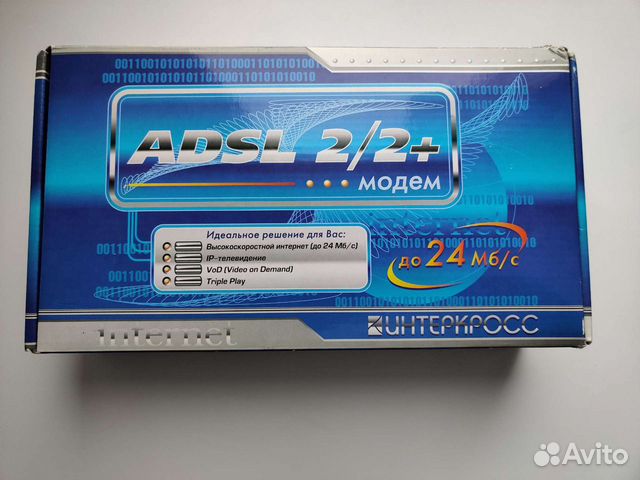 ADSL 2/2+
модем
Идеальное решение для Вас:
Высокоскоростной интернет (до 24 Мб/с)
IP-телевидение
VoD (Video on Demand)
Triple Play
internet
до 24 Мб/с
internet
ИНТЕРКРОСС
Avito